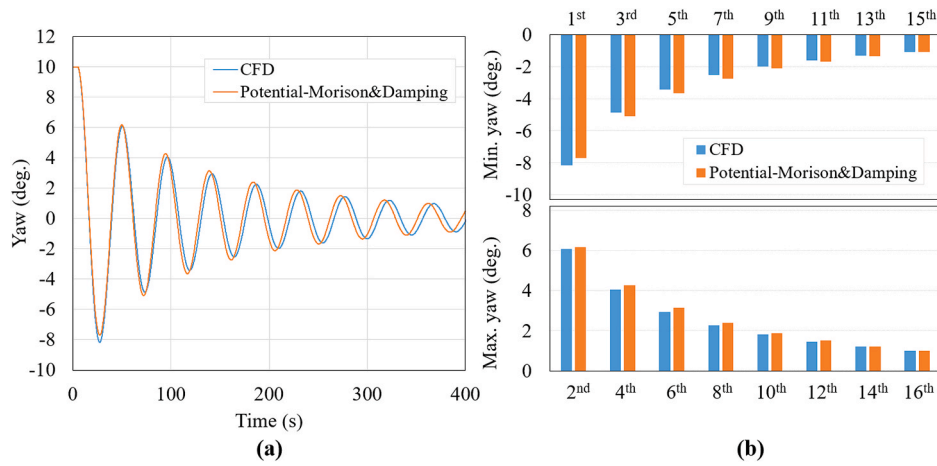 12
10
8
6
4
2
0
-2
-4
-6
-8
-10
Yaw (deg.)
CFD
Potential-Morison&Damping
0 100 200 300 400
Time (s)
(a)
1st 3rd 5th 7th 9th 11th 13th 15th
0
-2
-4
-6
-8
-10
Min. yaw (deg.)
CFD
Potential-Morison&Damping
8
6
4
2
0
Max. yaw (deg.)
2nd 4th 6th 8th 10th 12th 14th 16th
(b)